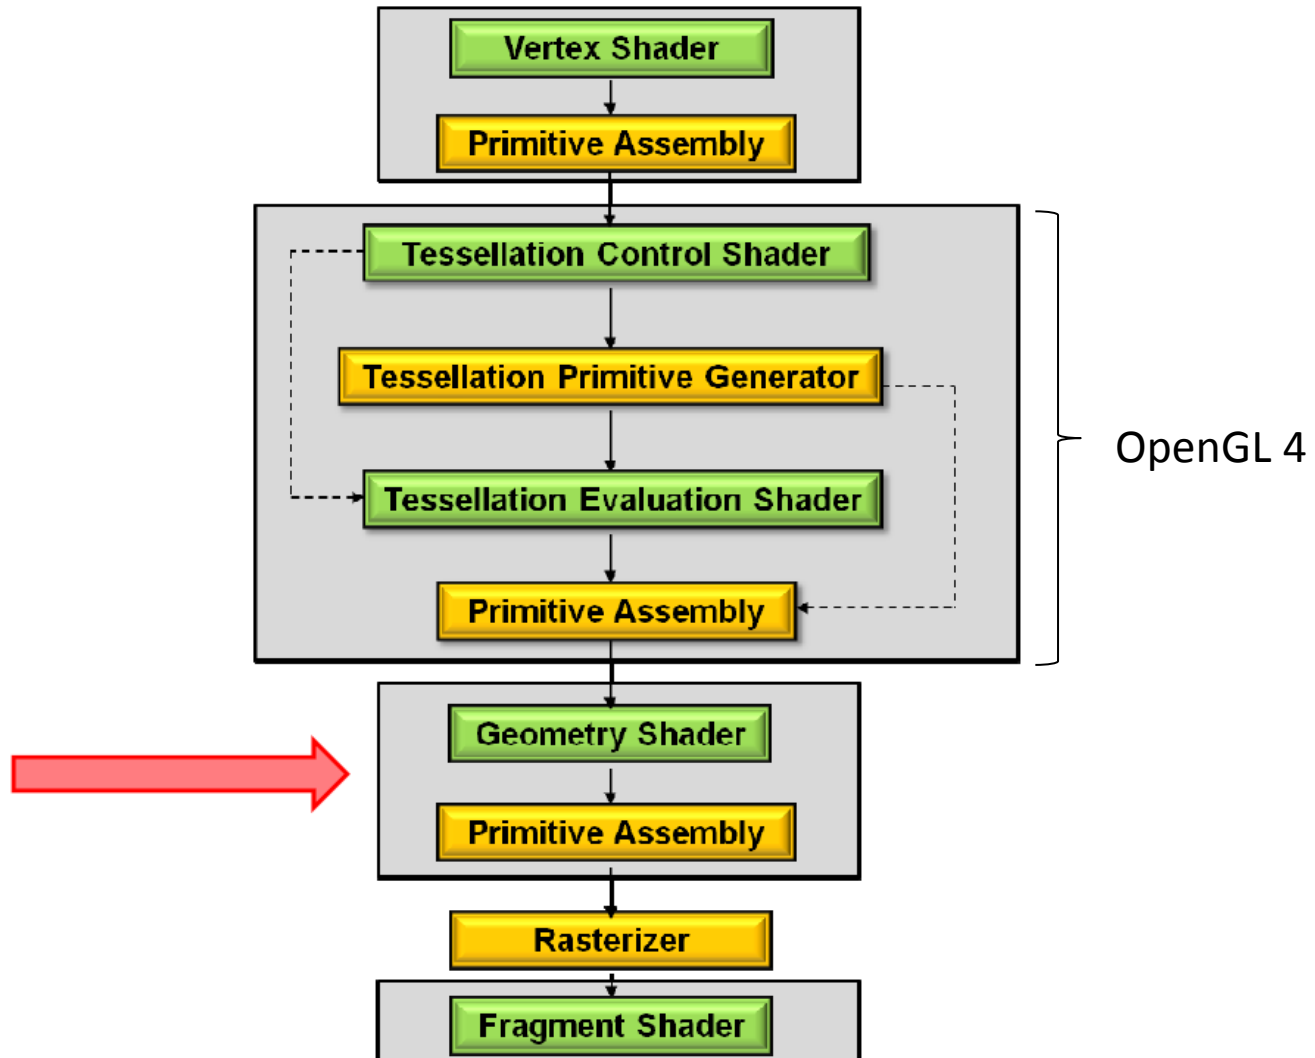 Vertex Shader
Primitive Assembly
Tessellation Control Shader
Tessellation Primitive Generator
OpenGL 4
Tessellation Evaluation Shader
Primitive Assembly
Geometry Shader
Primitive Assembly
Rasterizer
Fragment Shader